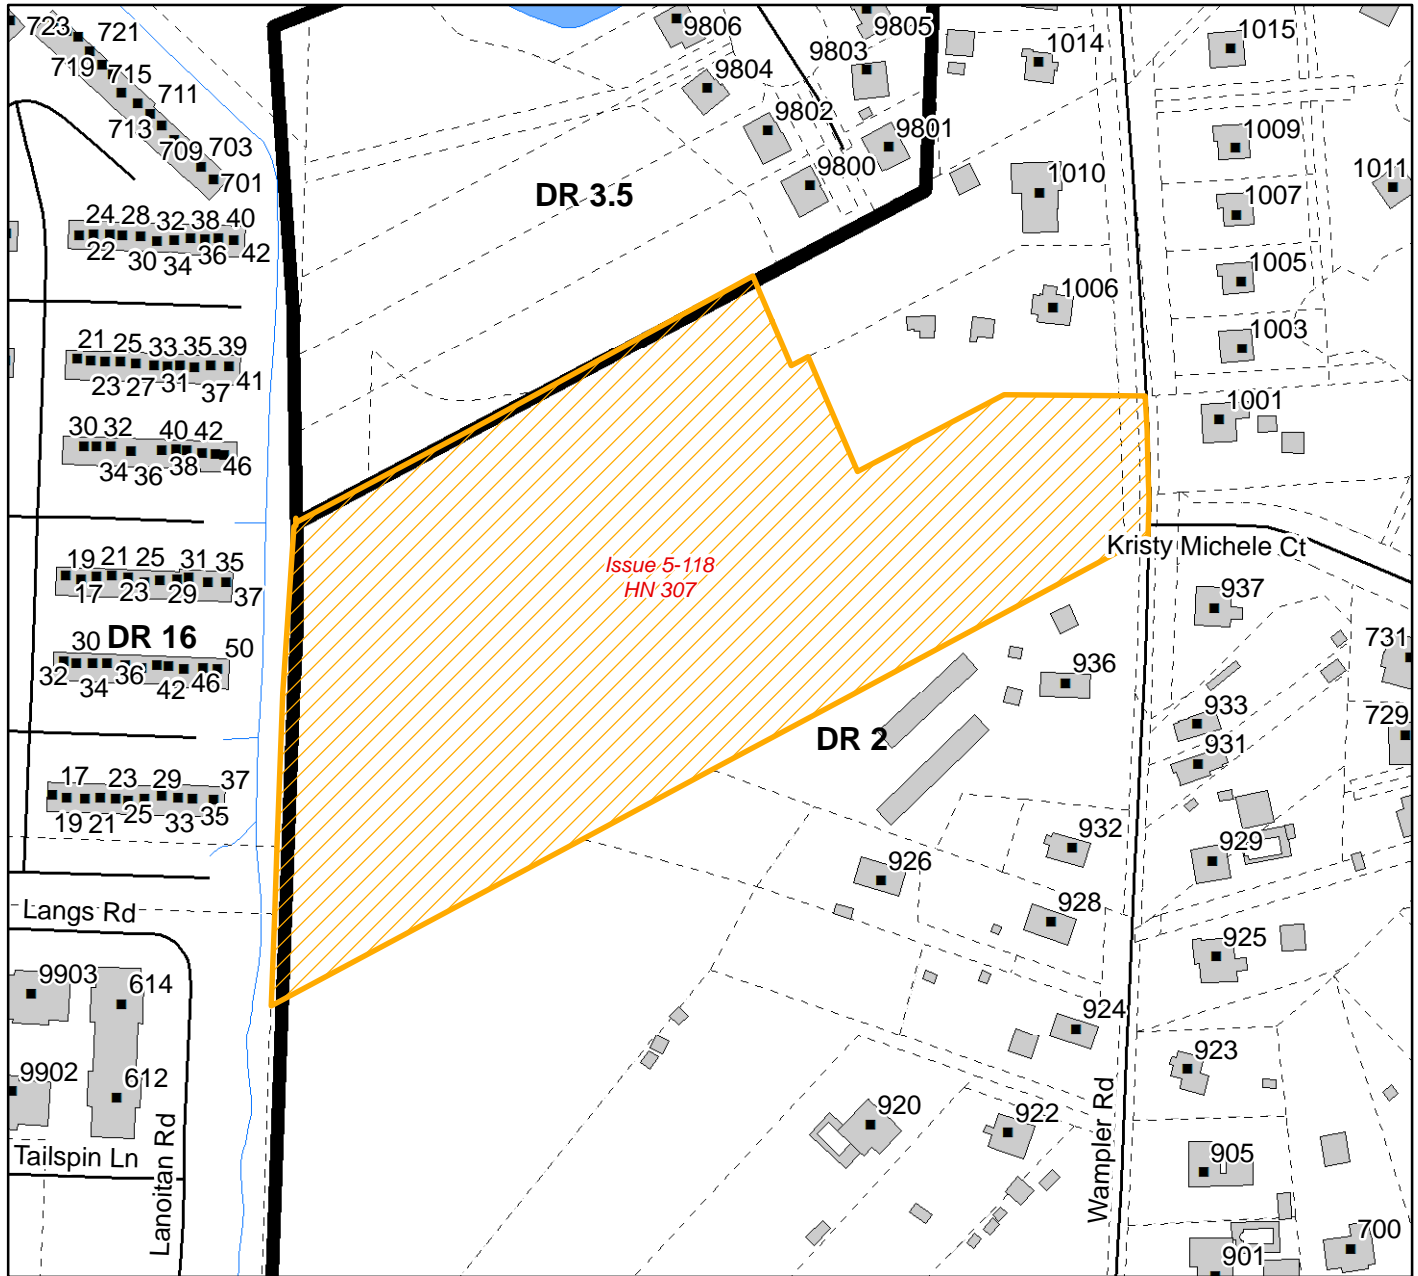 723
721
719
715
711
713
709
703
701
9806
9805
9804
9803
9802
9801
9800
1014
1015
1009
1010
1011
1007
1005
1006
1003
1001
DR 3.5
24 28 32 38 40
22 30 34 36 42
21 25 33 35 39
23 27 31 37 41
30 32 40 42
34 36 38 46
19 21 25 31 35
17 23 29 37
DR 16
30 36 50
32 34 42 46
17 23 29 37
19 21 25 33 35
Issue 5-118
HN 307
Kristy Michele Ct
937
936
731
933
729
931
DR 2
932
929
926
928
925
Langs Rd
9903
614
924
923
9902
612
920
922
905
Tailspin Ln
Lanoitan Rd
Wampler Rd
901
700